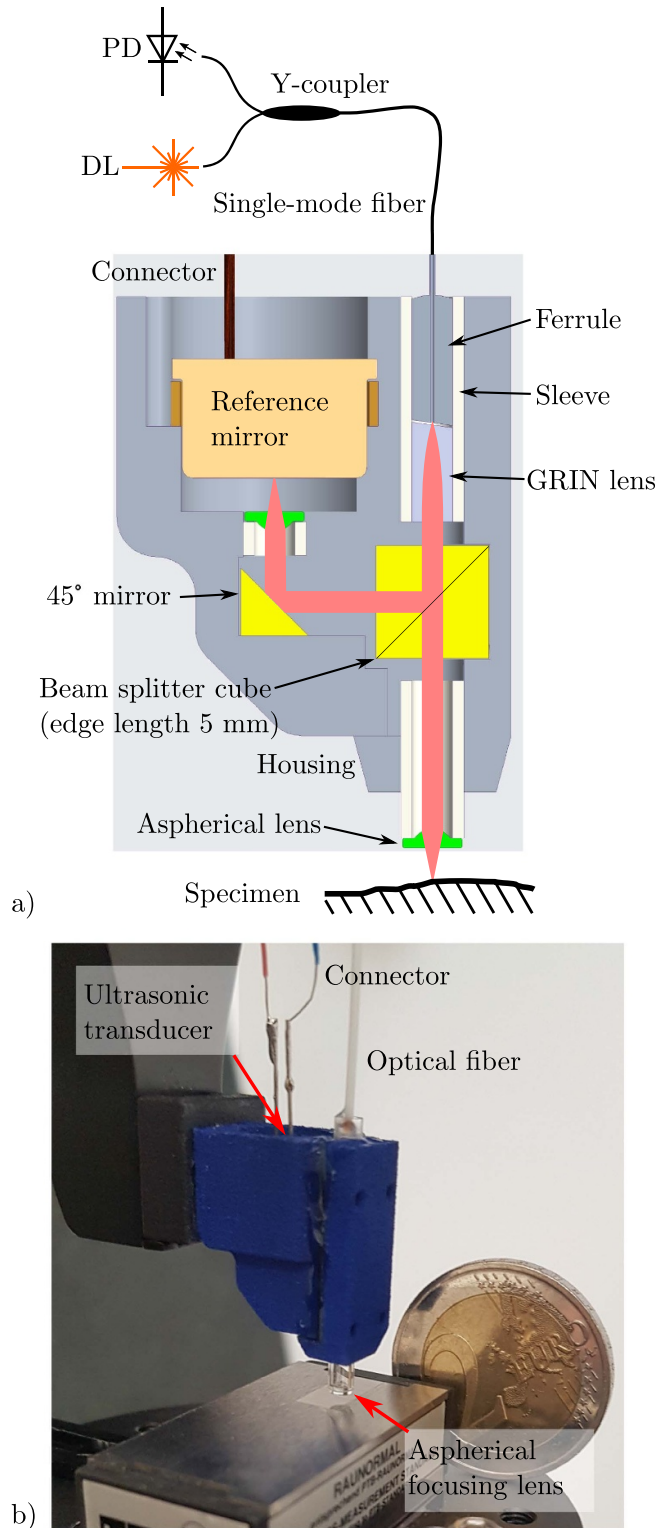 PD
Y-coupler
DL
Single-mode fiber
Connector
Ferrule
Reference
mirror
Sleeve
GRIN lens
45° mirror
Beam splitter cube
(edge length 5 mm)
Housing
Aspherical lens
Specimen
a)
Ultrasonic
transducer
Connector
Optical fiber
RAUNORMAL
Aspherical
focusing lens
b)